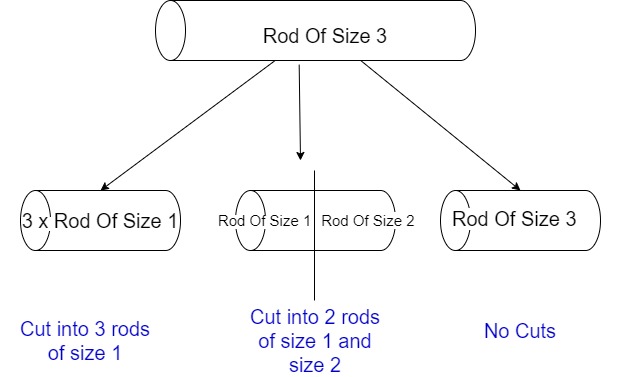 Rod Of Size 3
3 x Rod Of Size 1
Rod Of Size 1
Rod Of Size 2
Rod Of Size 3
Cut into 3 rods
of size 1
Cut into 2 rods
of size 1 and
size 2
No Cuts